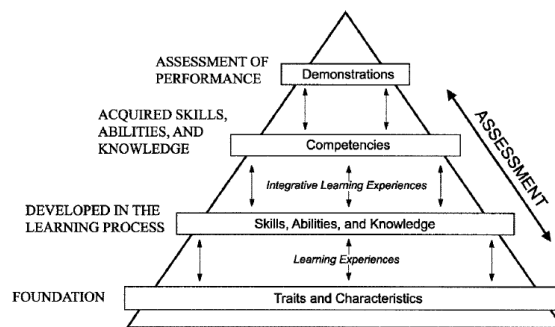 ASSESSMENT OF
PERFORMANCE
Demonstrations
ACQUIRED SKILLS,
ABILITIES, AND
KNOWLEDGE
Competencies
ASSESSMENT
Integrative Learning Experiences
DEVELOPED IN THE
LEARNING PROCESS
Skills, Abilities, and Knowledge
Learning Experiences
FOUNDATION
Traits and Characteristics